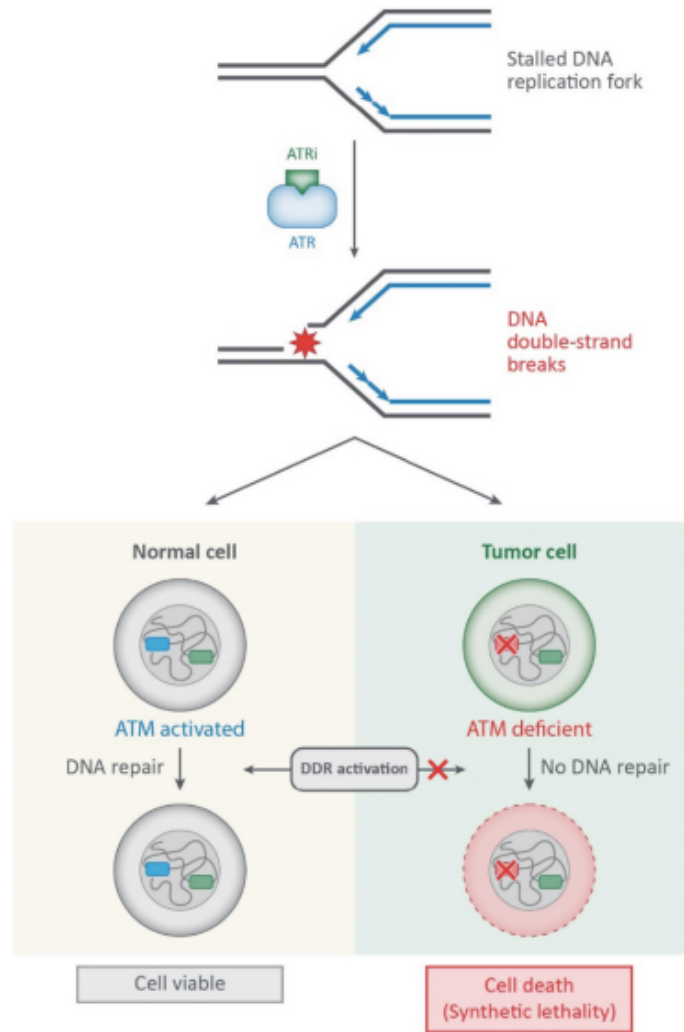 Stalled DNA
replication fork
ATRi
ATR
DNA
double-strand
breaks
Normal cell
Tumor cell
ATM activated
ATM deficient
DNA repair
DDR activation
No DNA repair
Cell viable
Cell death
(Synthetic lethality)